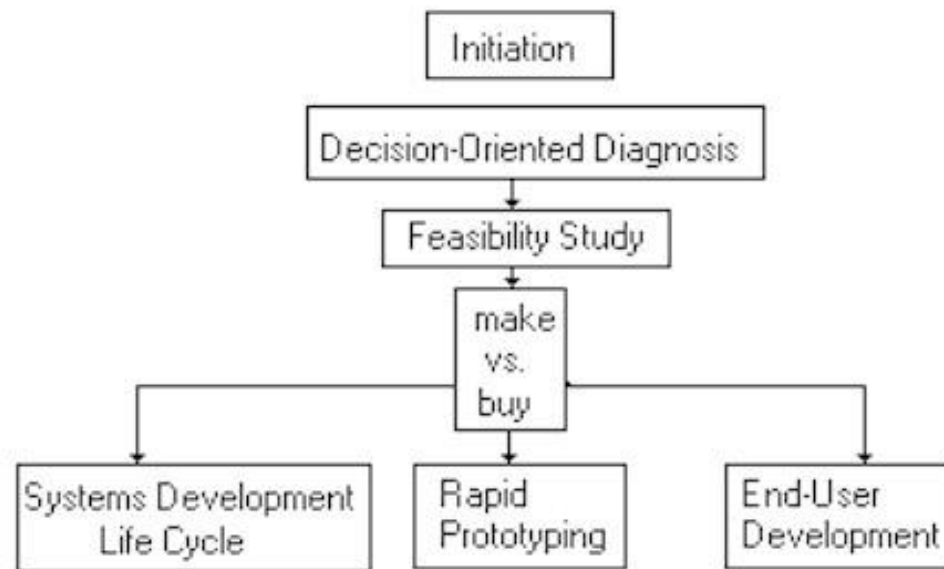 Initiation
Decision-Oriented Diagnosis
Feasibility Study
make
vs.
buy
Systems Development
Life Cycle
Rapid
Prototyping
End-User
Development